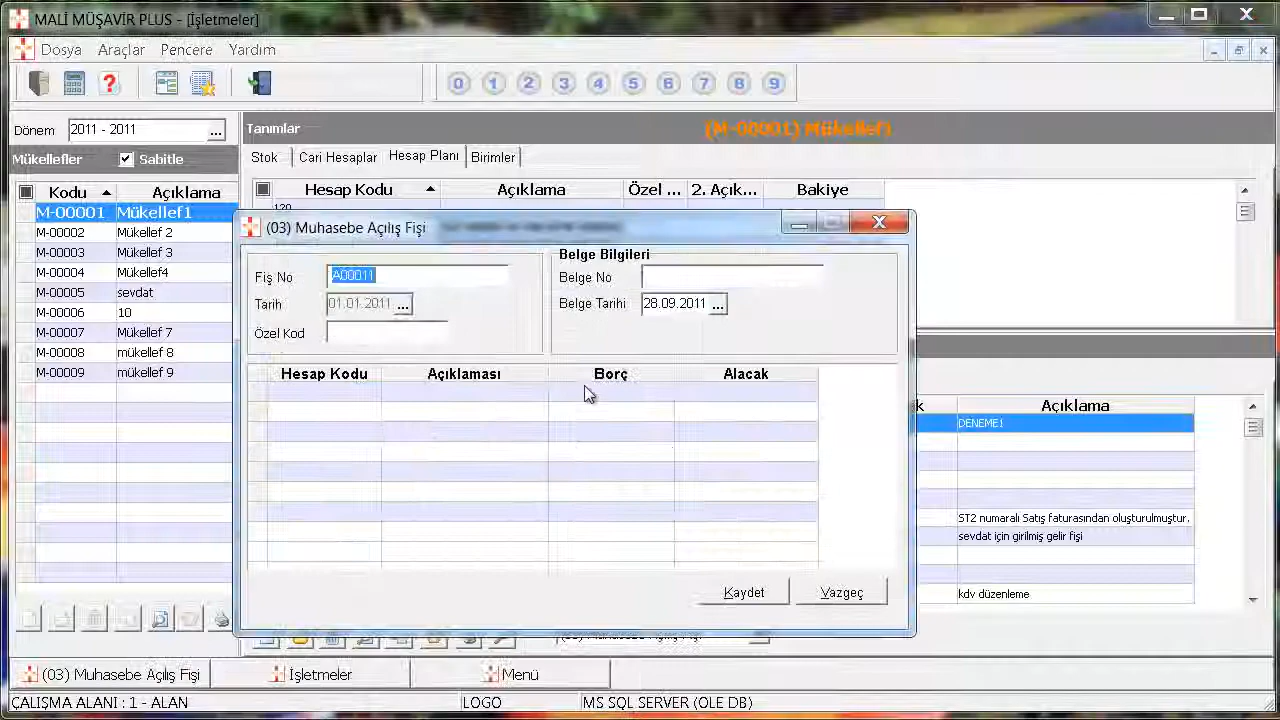 MALİ MÜŞAVİR PLUS - [İşletmeler]
Dosya Araçlar Pencere Yardım
0 1 2 3 4 5 6 7 8 9
Dönem 2011 - 2011 ...
Tanımlar
(M-00001) Mükellef1
Mükellefler Sabitle
Stok Cari Hesaplar Hesap Planı Birimler
Kodu Açıklama
Hesap Kodu Açıklama Özel ... 2. Açık... Bakiye
120
M-00001 Mükellef1
M-00002 Mükellef 2
M-00003 Mükellef 3
M-00004 Mükellef4
M-00005 sevdat
M-00006 10
M-00007 Mükellef 7
M-00008 mükellef 8
M-00009 mükellef 9
(03) Muhasebe Açılış Fişi
Fiş No A00011
Tarih 01.01.2011 ...
Özel Kod
Belge Bilgileri
Belge No
Belge Tarihi 28.09.2011 ...
Hesap Kodu Açıklaması Borç Alacak
Kaydet Vazgeç
k Açıklama
DENEME1
ST2 numaralı Satış faturasından oluşturulmuştur.
sevdat için girilmiş gelir fişi
kdv düzenleme
(03) Muhasebe Açılış Fişi
(03) Muhasebe Açılış Fişi İşletmeler Menü
ÇALIŞMA ALANI : 1 - ALAN LOGO MS SQL SERVER (OLE DB)